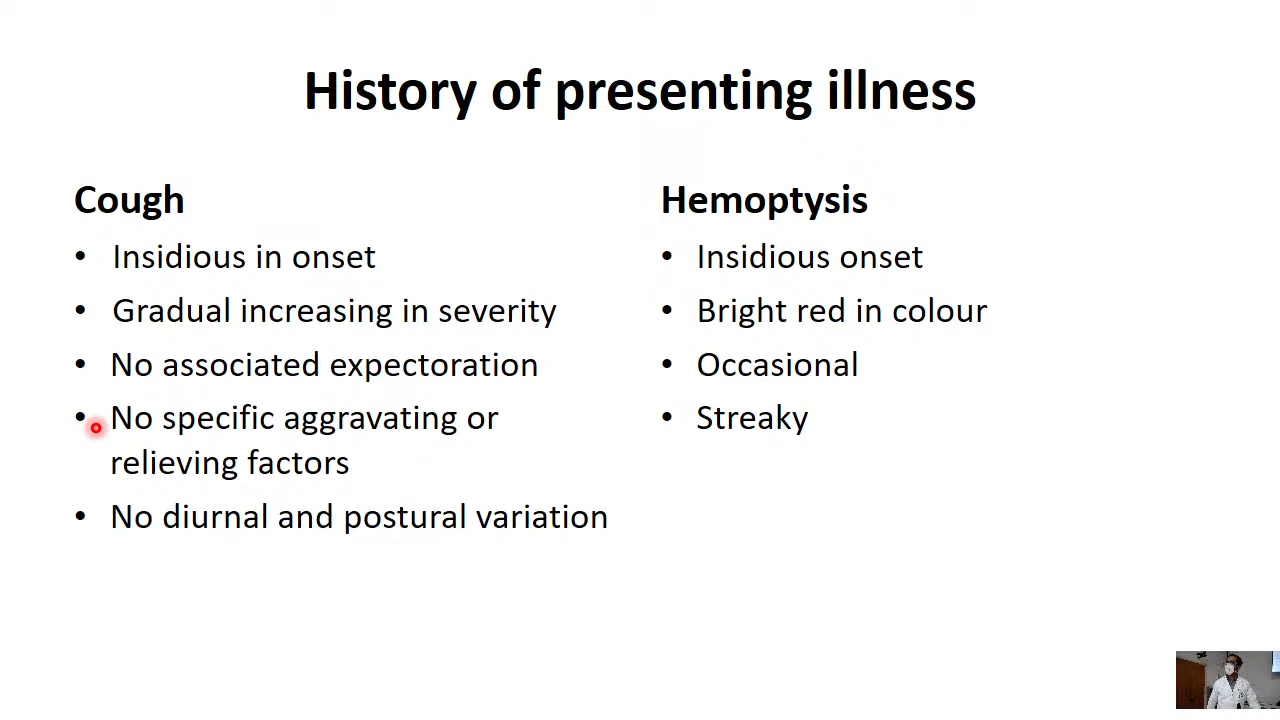 History of presenting illness
Cough
• Insidious in onset
• Gradual increasing in severity
• No associated expectoration
• No specific aggravating or
relieving factors
• No diurnal and postural variation
Hemoptysis
• Insidious onset
• Bright red in colour
• Occasional
• Streaky